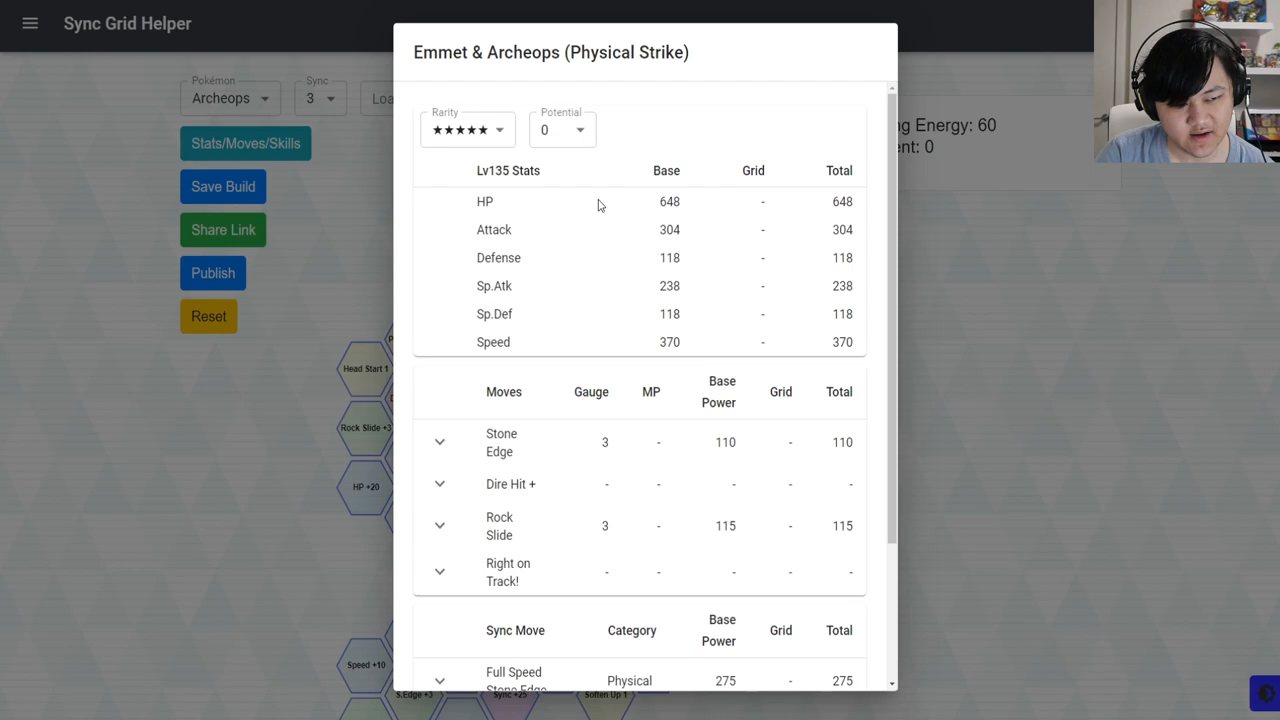 Sync Grid Helper
Pokémon
Archeops
Sync
3
Loa
Stats/Moves/Skills
Save Build
Share Link
Publish
Reset
ng Energy: 60
ent: 0
Head Start 1
Rock Slide +3
HP +20
Speed +10
S.Edge +3
Sync +25
Soften Up 1
Emmet & Archeops (Physical Strike)
Rarity
★★★★★
Potential
0
Lv135 Stats Base Grid Total
HP 648 - 648
Attack 304 - 304
Defense 118 - 118
Sp.Atk 238 - 238
Sp.Def 118 - 118
Speed 370 - 370
Moves Gauge MP Base Power Grid Total
Stone Edge 3 - 110 - 110
Dire Hit + - - - - -
Rock Slide 3 - 115 - 115
Right on Track! - - - - -
Sync Move Category Base Power Grid Total
Full Speed Stone Edge Physical 275 - 275